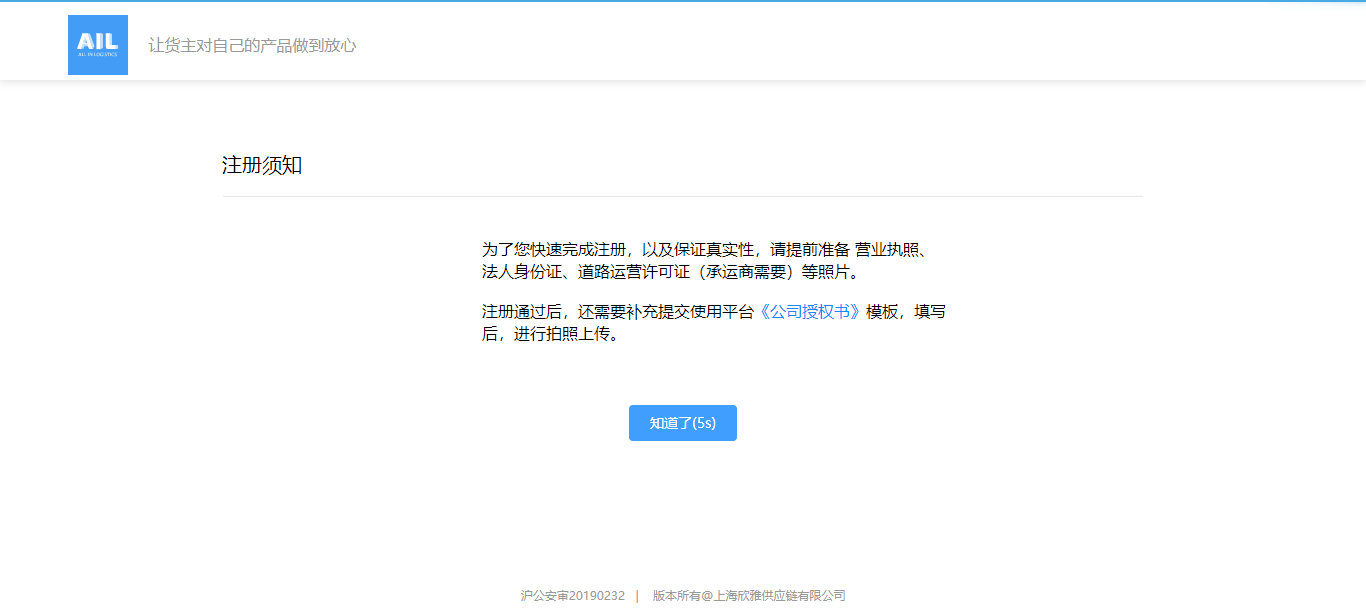 AIL
ALL IN LOGISTICS
让货主对自己的产品做到放心
注册须知
为了您快速完成注册，以及保证真实性，请提前准备 营业执照、
法人身份证、道路运营许可证（承运商需要）等照片。
注册通过后，还需要补充提交使用平台《公司授权书》模板，填写
后，进行拍照上传。
知道了(5s)
沪公安审20190232 | 版本所有@上海欣雅供应链有限公司